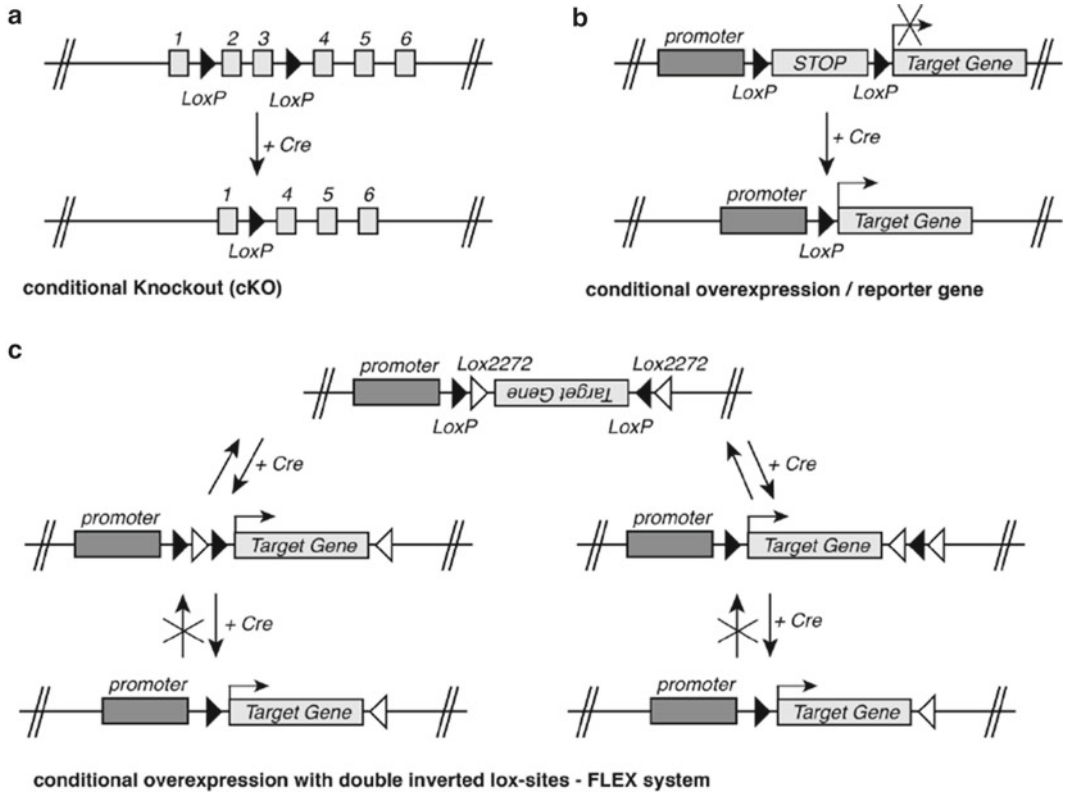 a
1 2 3 4 5 6
LoxP LoxP
+ Cre
1 4 5 6
LoxP
conditional Knockout (cKO)
b
promoter STOP Target Gene
LoxP LoxP
+ Cre
promoter Target Gene
LoxP
conditional overexpression / reporter gene
c
promoter Lox2272 Target Gene Lox2272
LoxP LoxP
+ Cre + Cre
promoter Target Gene promoter Target Gene
+ Cre + Cre
promoter Target Gene promoter Target Gene
conditional overexpression with double inverted lox-sites - FLEX system